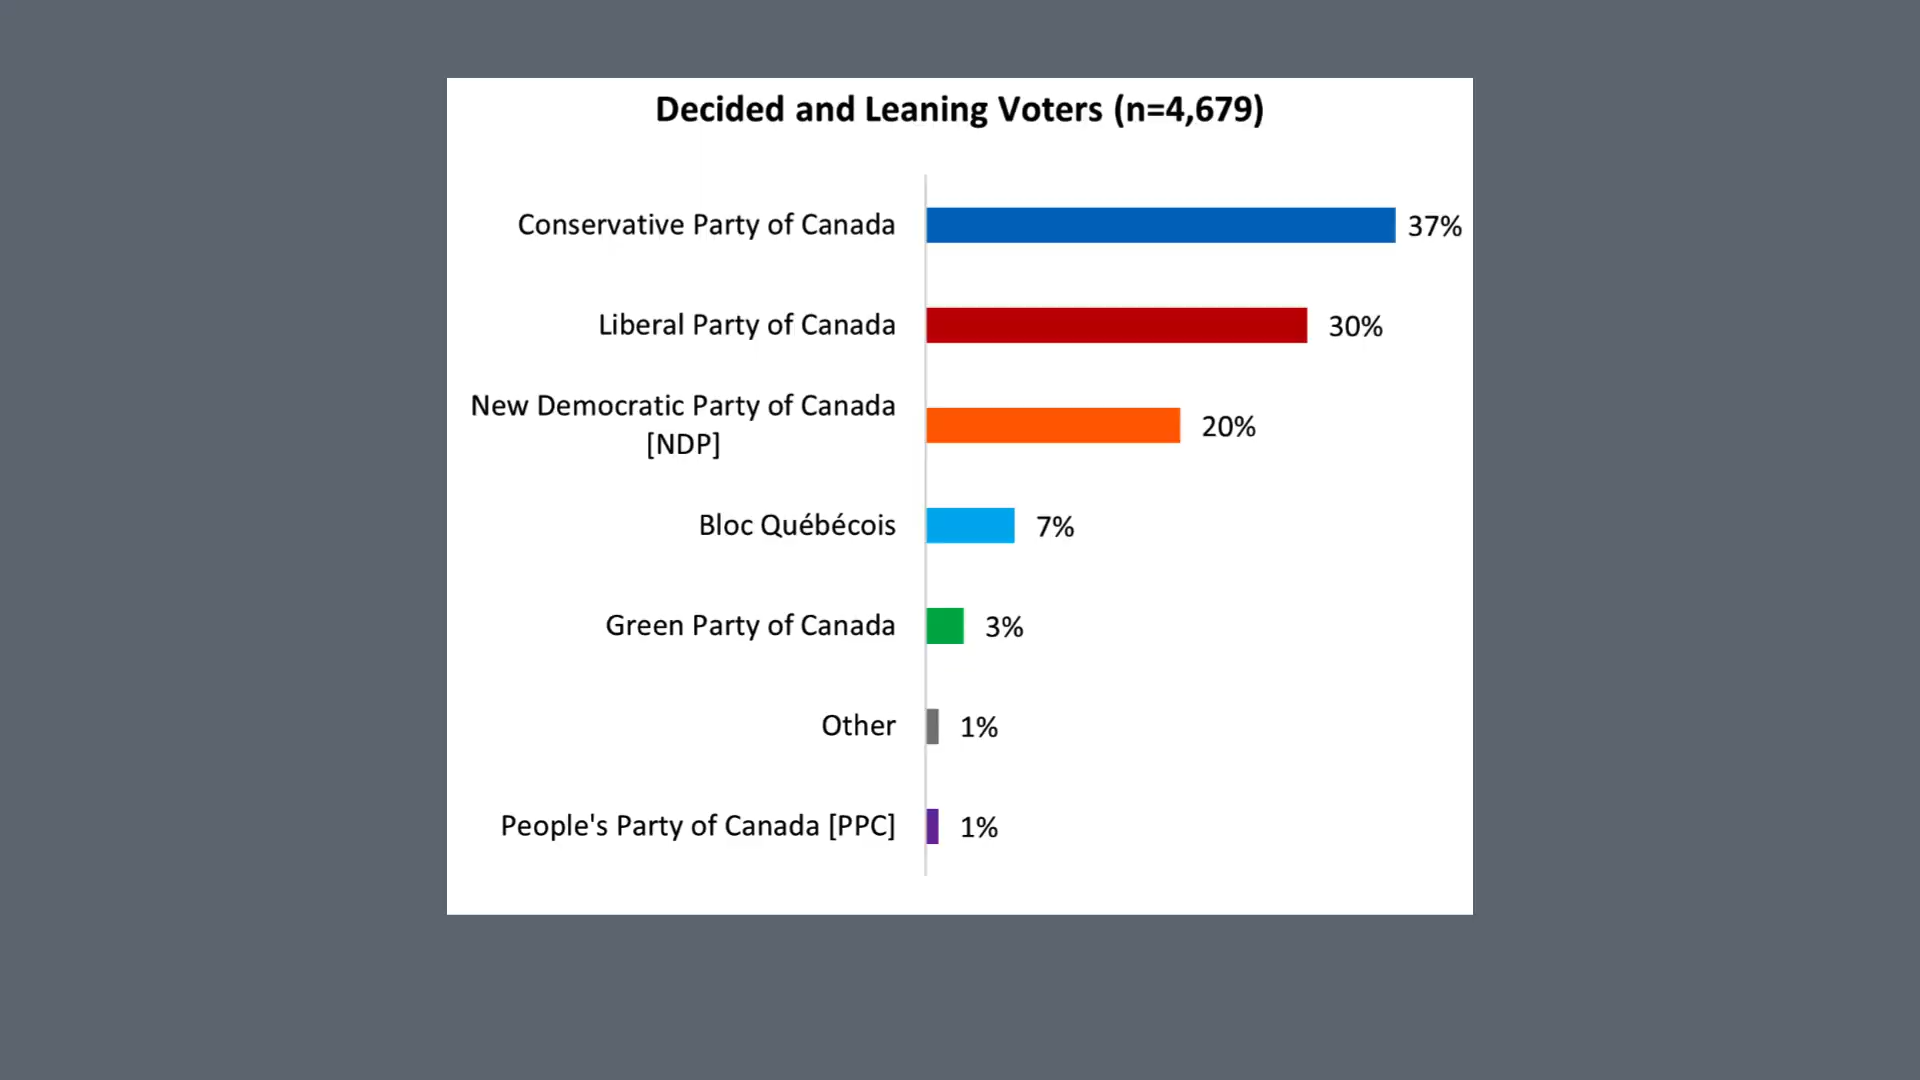 Decided and Leaning Voters (n=4,679)
Conservative Party of Canada 37%
Liberal Party of Canada 30%
New Democratic Party of Canada
[NDP] 20%
Bloc Québécois 7%
Green Party of Canada 3%
Other 1%
People's Party of Canada [PPC] 1%